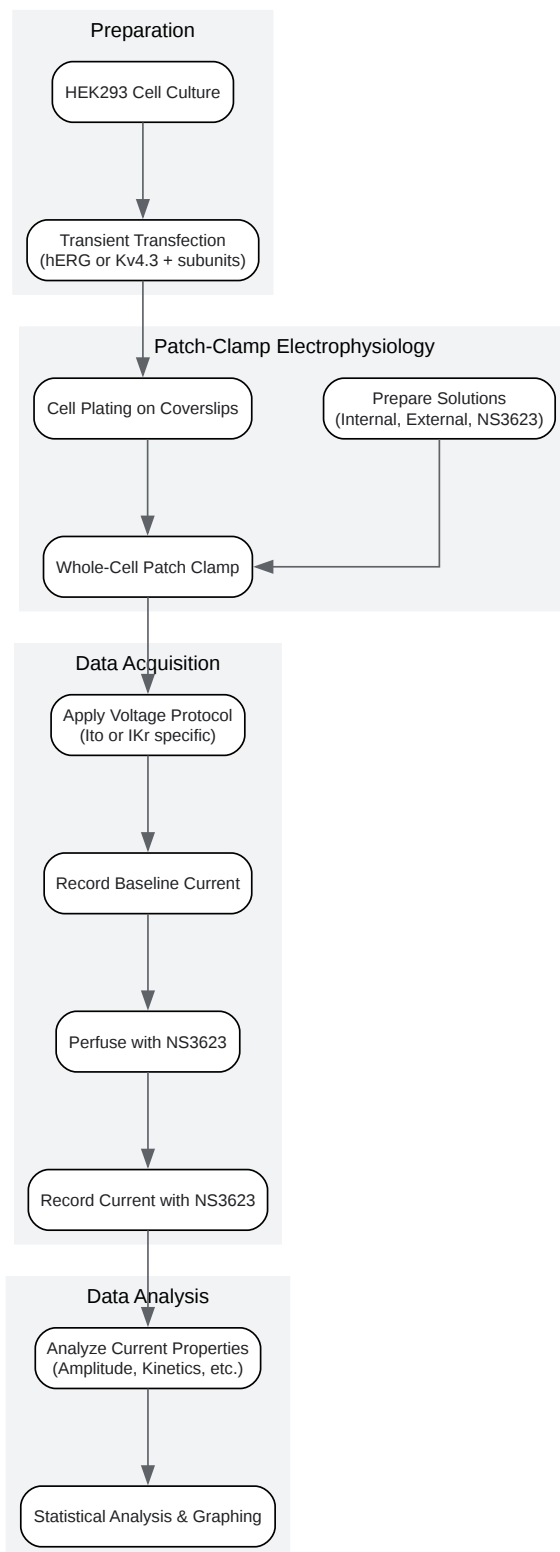 Preparation
HEK293 Cell Culture
Transient Transfection
(hERG or Kv4.3 + subunits)
Patch-Clamp Electrophysiology
Cell Plating on Coverslips
Prepare Solutions
(Internal, External, NS3623)
Whole-Cell Patch Clamp
Data Acquisition
Apply Voltage Protocol
(Ito or IKr specific)
Record Baseline Current
Perfuse with NS3623
Record Current with NS3623
Data Analysis
Analyze Current Properties
(Amplitude, Kinetics, etc.)
Statistical Analysis & Graphing